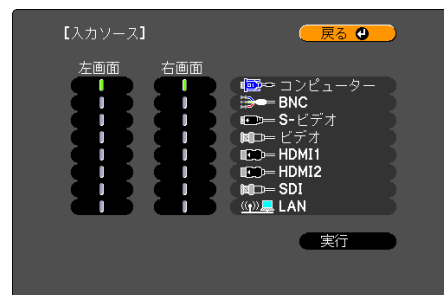 【入力ソース】
戻る
左画面 右画面
コンピューター
BNC
S-ビデオ
ビデオ
HDMI1
HDMI2
SDI
LAN
実行